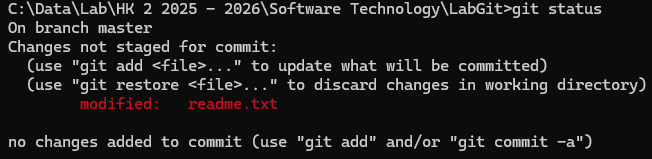 C:\Data\Lab\HK 2 2025 - 2026\Software Technology\LabGit>git status
On branch master
Changes not staged for commit:
  (use "git add <file>..." to update what will be committed)
  (use "git restore <file>..." to discard changes in working directory)
        modified:   readme.txt

no changes added to commit (use "git add" and/or "git commit -a")